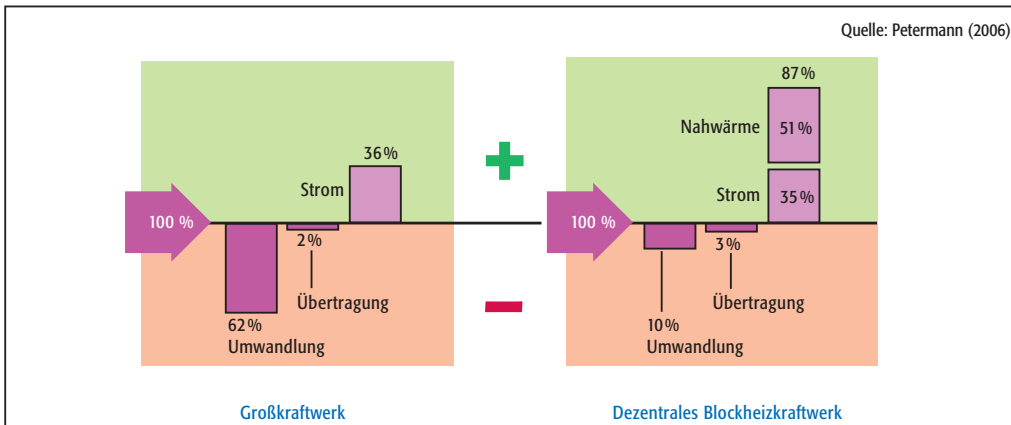 Quelle: Petermann (2006)
87%
Nahwärme 51%
36%
Strom
Strom 35%
100 %
100 %
2%
3%
Übertragung
Übertragung
62%
Umwandlung
10%
Umwandlung
Großkraftwerk
Dezentrales Blockheizkraftwerk